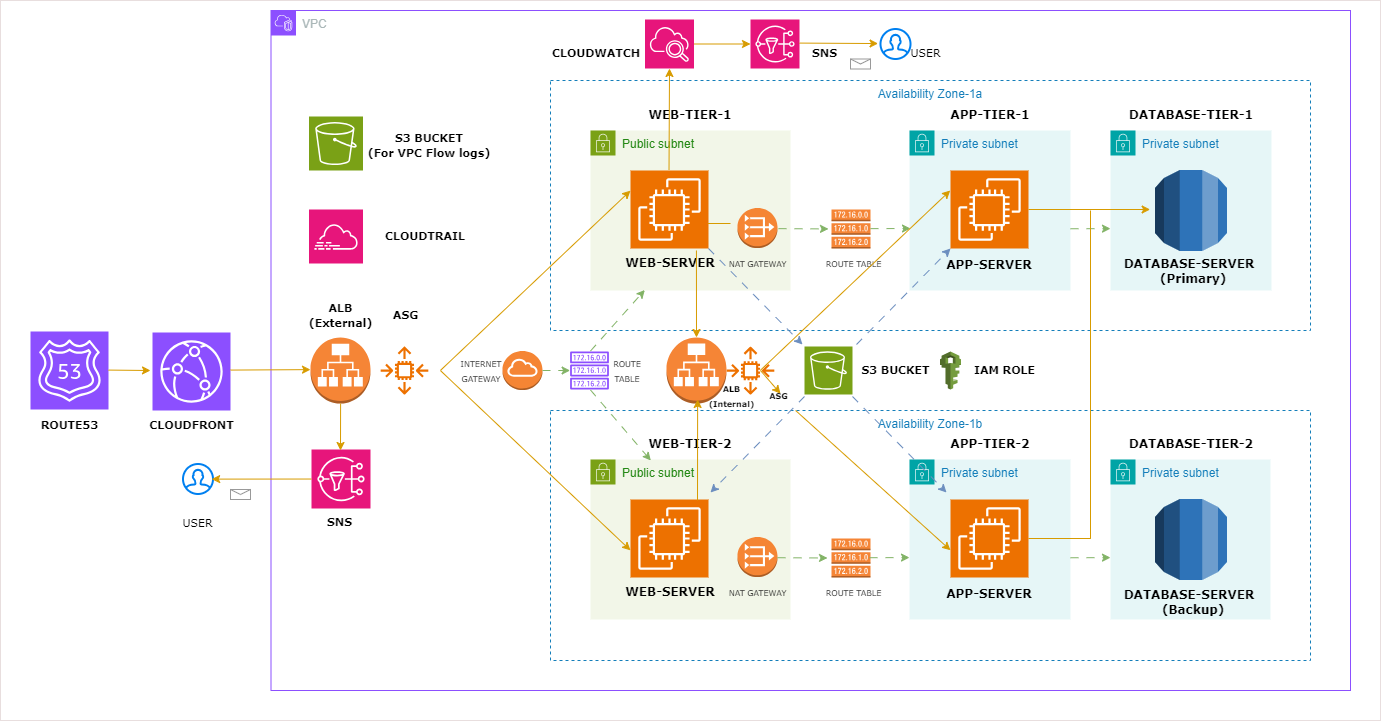 VPC
CLOUDWATCH
SNS
USER
Availability Zone-1a
WEB-TIER-1
APP-TIER-1
DATABASE-TIER-1
S3 BUCKET
(For VPC Flow logs)
Public subnet
Private subnet
Private subnet
CLOUDTRAIL
172.16.0.0
172.16.1.0
172.16.2.0
WEB-SERVER
NAT GATEWAY
ROUTE TABLE
APP-SERVER
DATABASE-SERVER
(Primary)
ALB
(External)
ASG
53
ROUTE53
CLOUDFRONT
INTERNET
GATEWAY
172.16.0.0
172.16.1.0
172.16.2.0
ROUTE
TABLE
ALB
(Internal)
ASG
S3 BUCKET
IAM ROLE
Availability Zone-1b
WEB-TIER-2
APP-TIER-2
DATABASE-TIER-2
Public subnet
Private subnet
Private subnet
USER
SNS
172.16.0.0
172.16.1.0
172.16.2.0
WEB-SERVER
NAT GATEWAY
ROUTE TABLE
APP-SERVER
DATABASE-SERVER
(Backup)